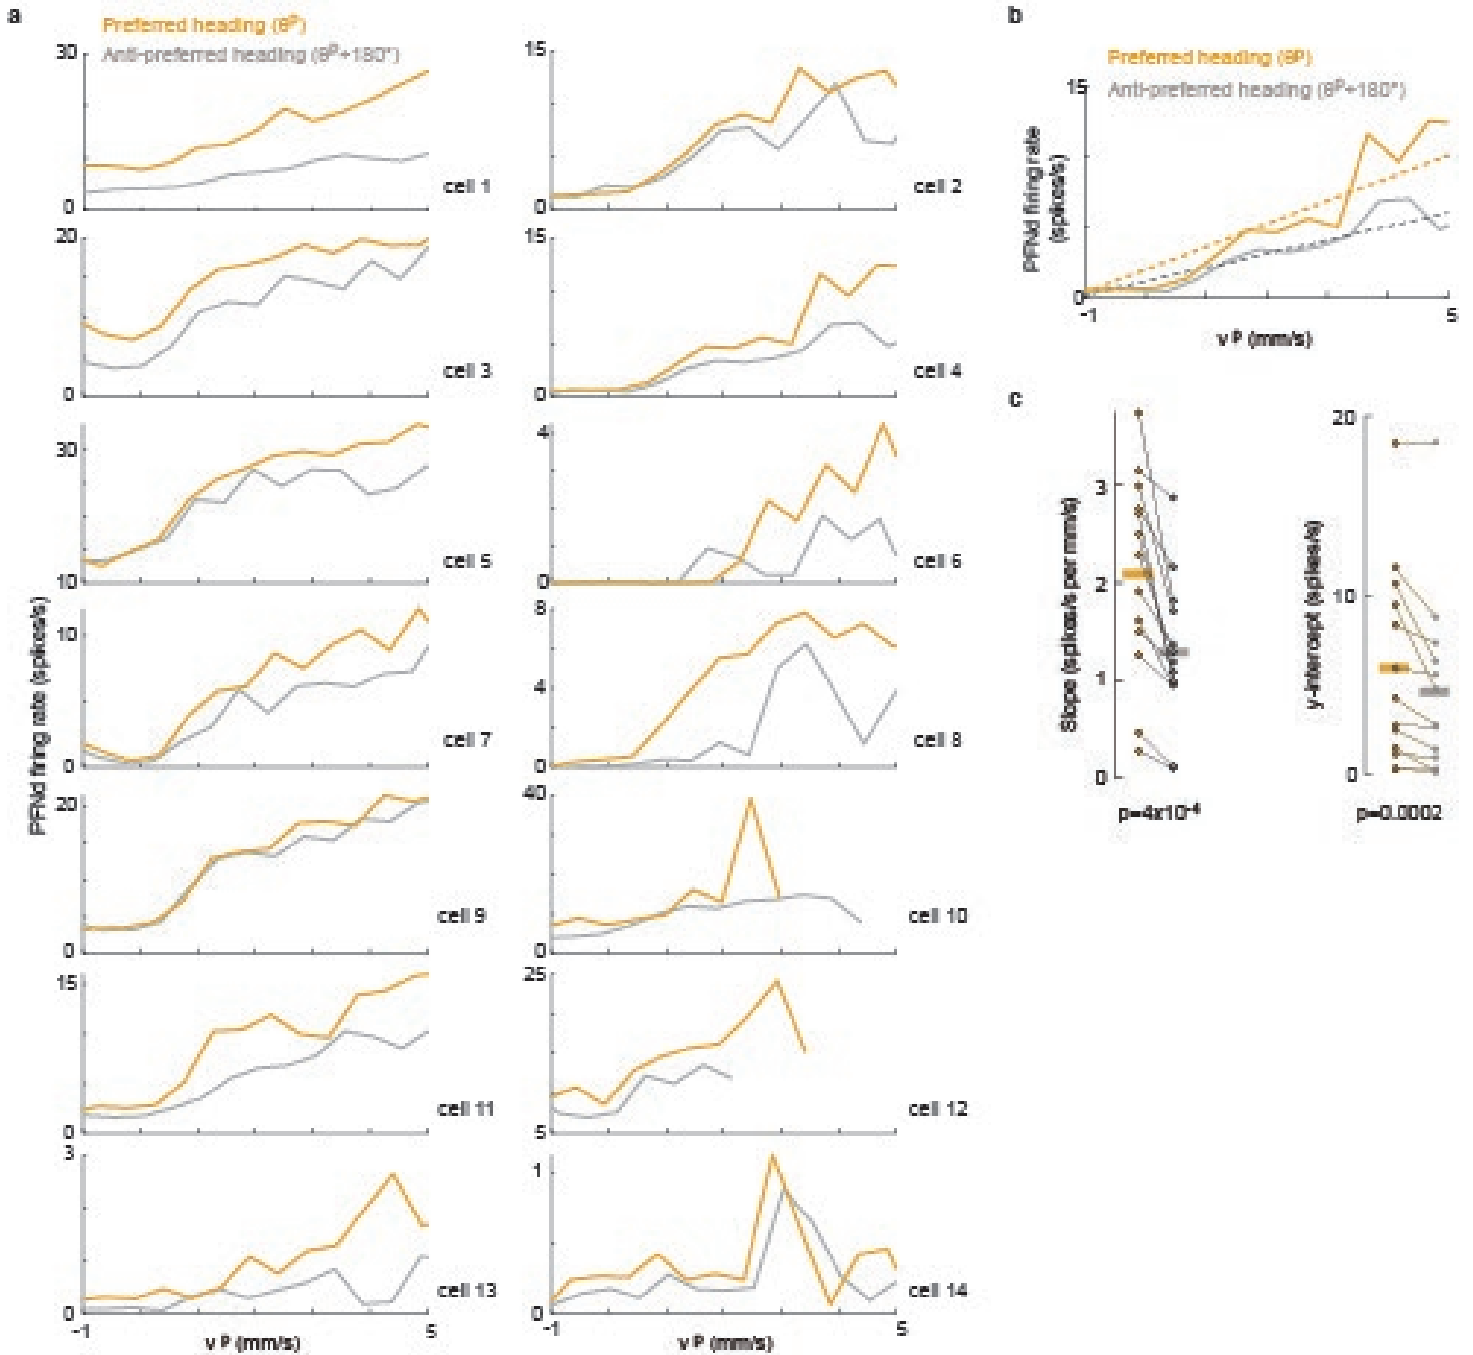 a
Preferred heading (θᵖ)
Anti-preferred heading (θᵖ+180°)
30
0
cell 1
15
0
cell 2
20
0
cell 3
15
0
cell 4
30
10
cell 5
4
0
cell 6
PFNd firing rate (spikes/s)
10
0
cell 7
8
4
0
cell 8
20
0
cell 9
40
0
cell 10
15
0
cell 11
25
5
cell 12
3
0
cell 13
-1
5
vᵖ (mm/s)
1
0
cell 14
-1
5
vᵖ (mm/s)
b
Preferred heading (θᵖ)
Anti-preferred heading (θᵖ+180°)
PFNd firing rate
(spikes/s)
15
0
-1
5
vᵖ (mm/s)
c
Slope (spikes/s per mm/s)
3
2
1
0
p=4x10⁻⁴
y-intercept (spikes/s)
20
10
0
p=0.0002